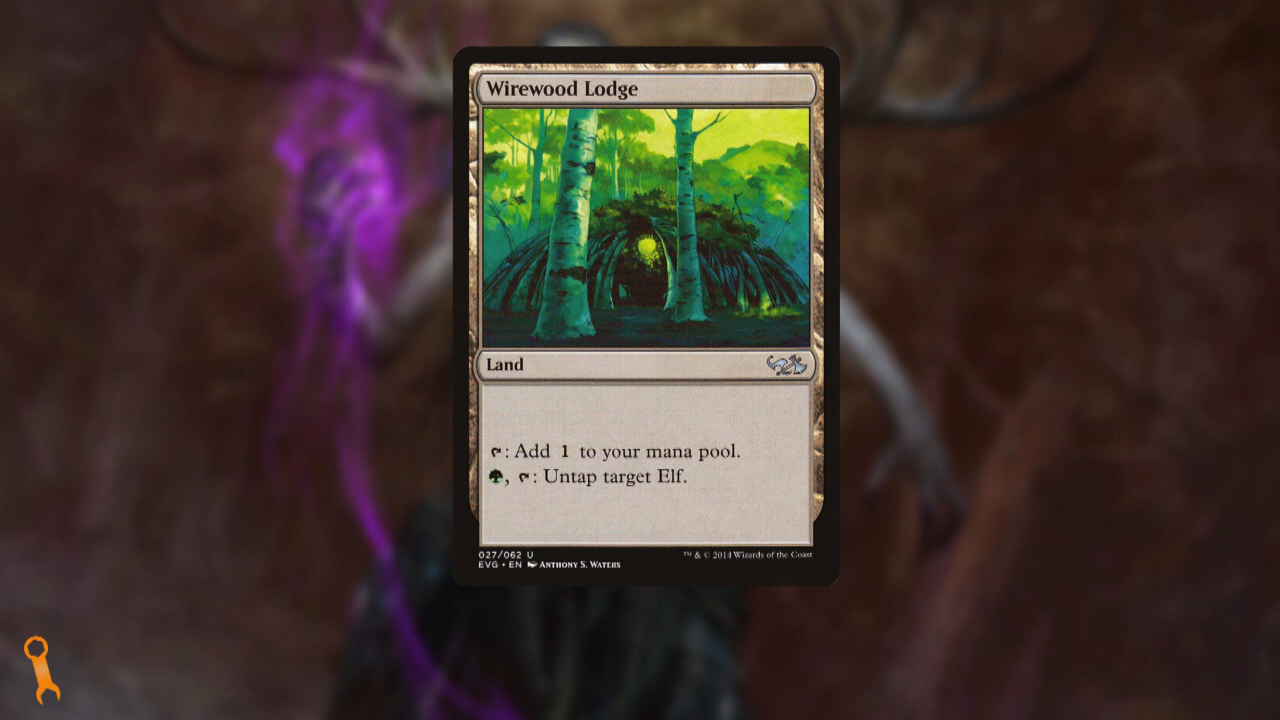 Wirewood Lodge
Land
: Add 1 to your mana pool.
, : Untap target Elf.
027/062 U
™ & © 2014 Wizards of the Coast
EVG • EN Anthony S. Waters